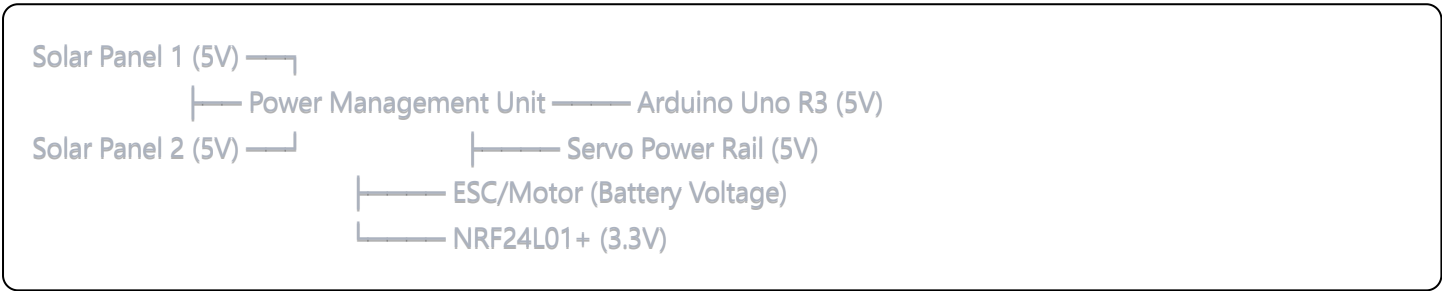 Solar Panel 1 (5V) ──┐
├── Power Management Unit ──── Arduino Uno R3 (5V)
Solar Panel 2 (5V) ──┘ ├──── Servo Power Rail (5V)
├──── ESC/Motor (Battery Voltage)
└──── NRF24L01+ (3.3V)